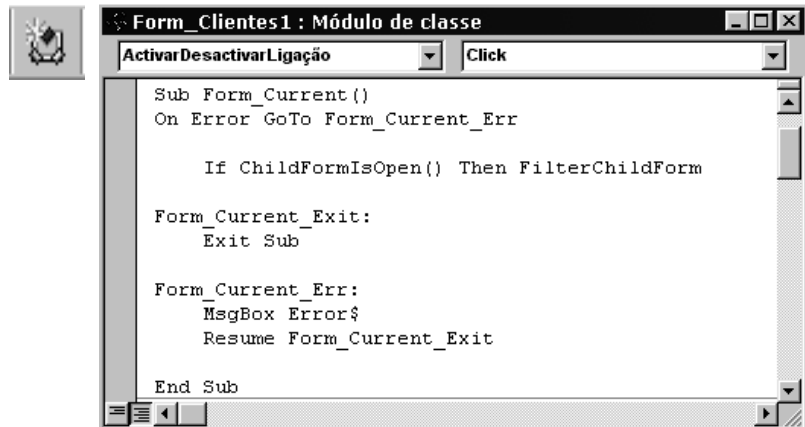 Form_Clientes1 : Módulo de classe
ActivarDesactivarLigação
Click
Sub Form_Current()
On Error GoTo Form_Current_Err
If ChildFormIsOpen() Then FilterChildForm
Form_Current_Exit:
Exit Sub
Form_Current_Err:
MsgBox Error$
Resume Form_Current_Exit
End Sub